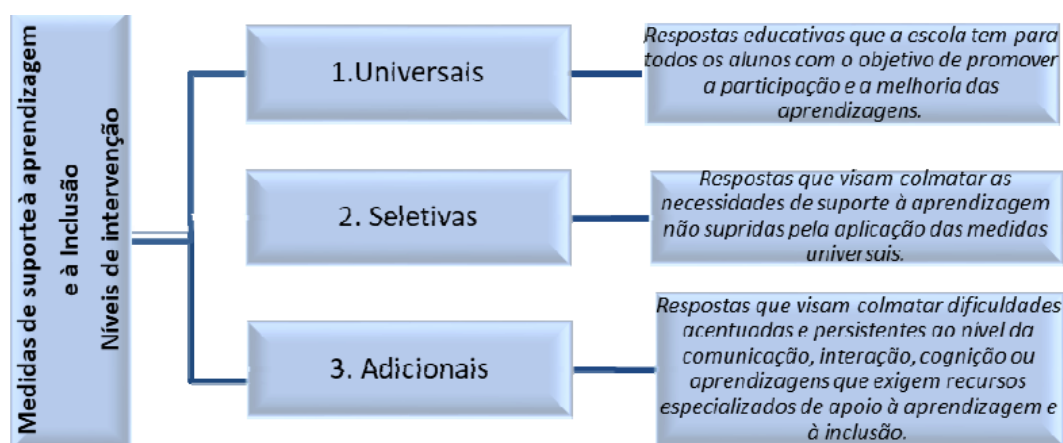 Medidas de suporte à aprendizagem
e à Inclusão
Níveis de intervenção
1.Universais
Respostas educativas que a escola tem para
todos os alunos com o objetivo de promover
a participação e a melhoria das
aprendizagens.
2. Seletivas
Respostas que visam colmatar as
necessidades de suporte à aprendizagem
não supridas pela aplicação das medidas
universais.
3. Adicionais
Respostas que visam colmatar dificuldades
acentuadas e persistentes ao nível da
comunicação, interação, cognição ou
aprendizagens que exigem recursos
especializados de apoio à aprendizagem e
à inclusão.